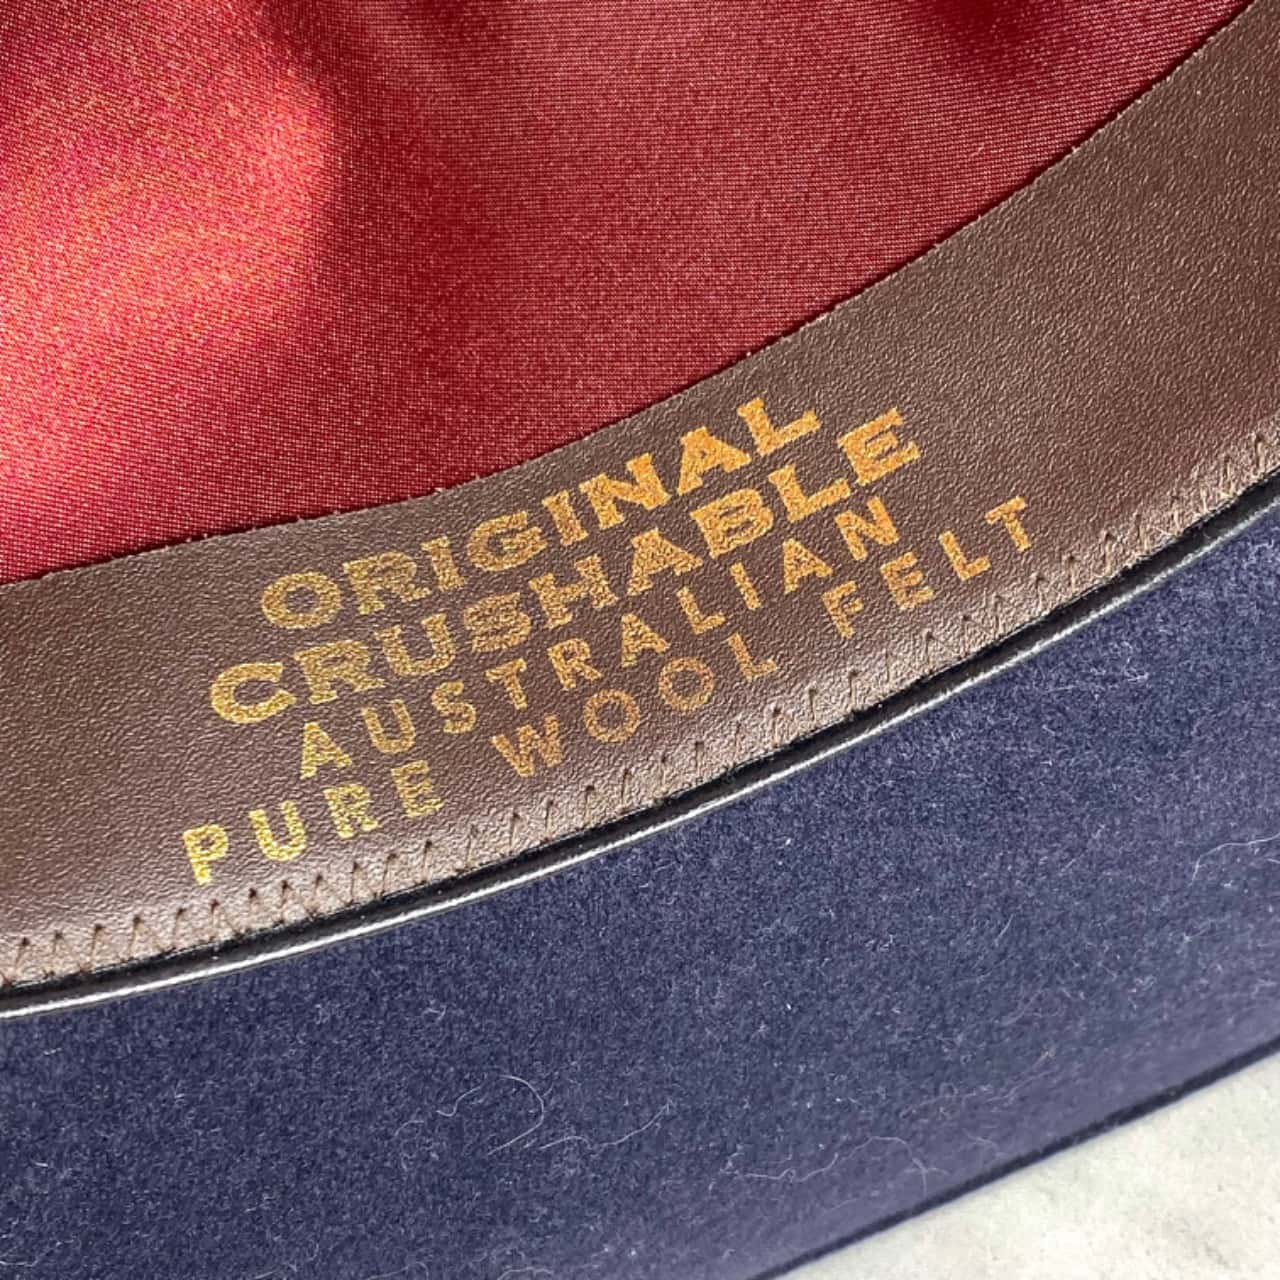 ORIGINAL
CRUSHABLE
AUSTRALIAN
PURE WOOL FELT